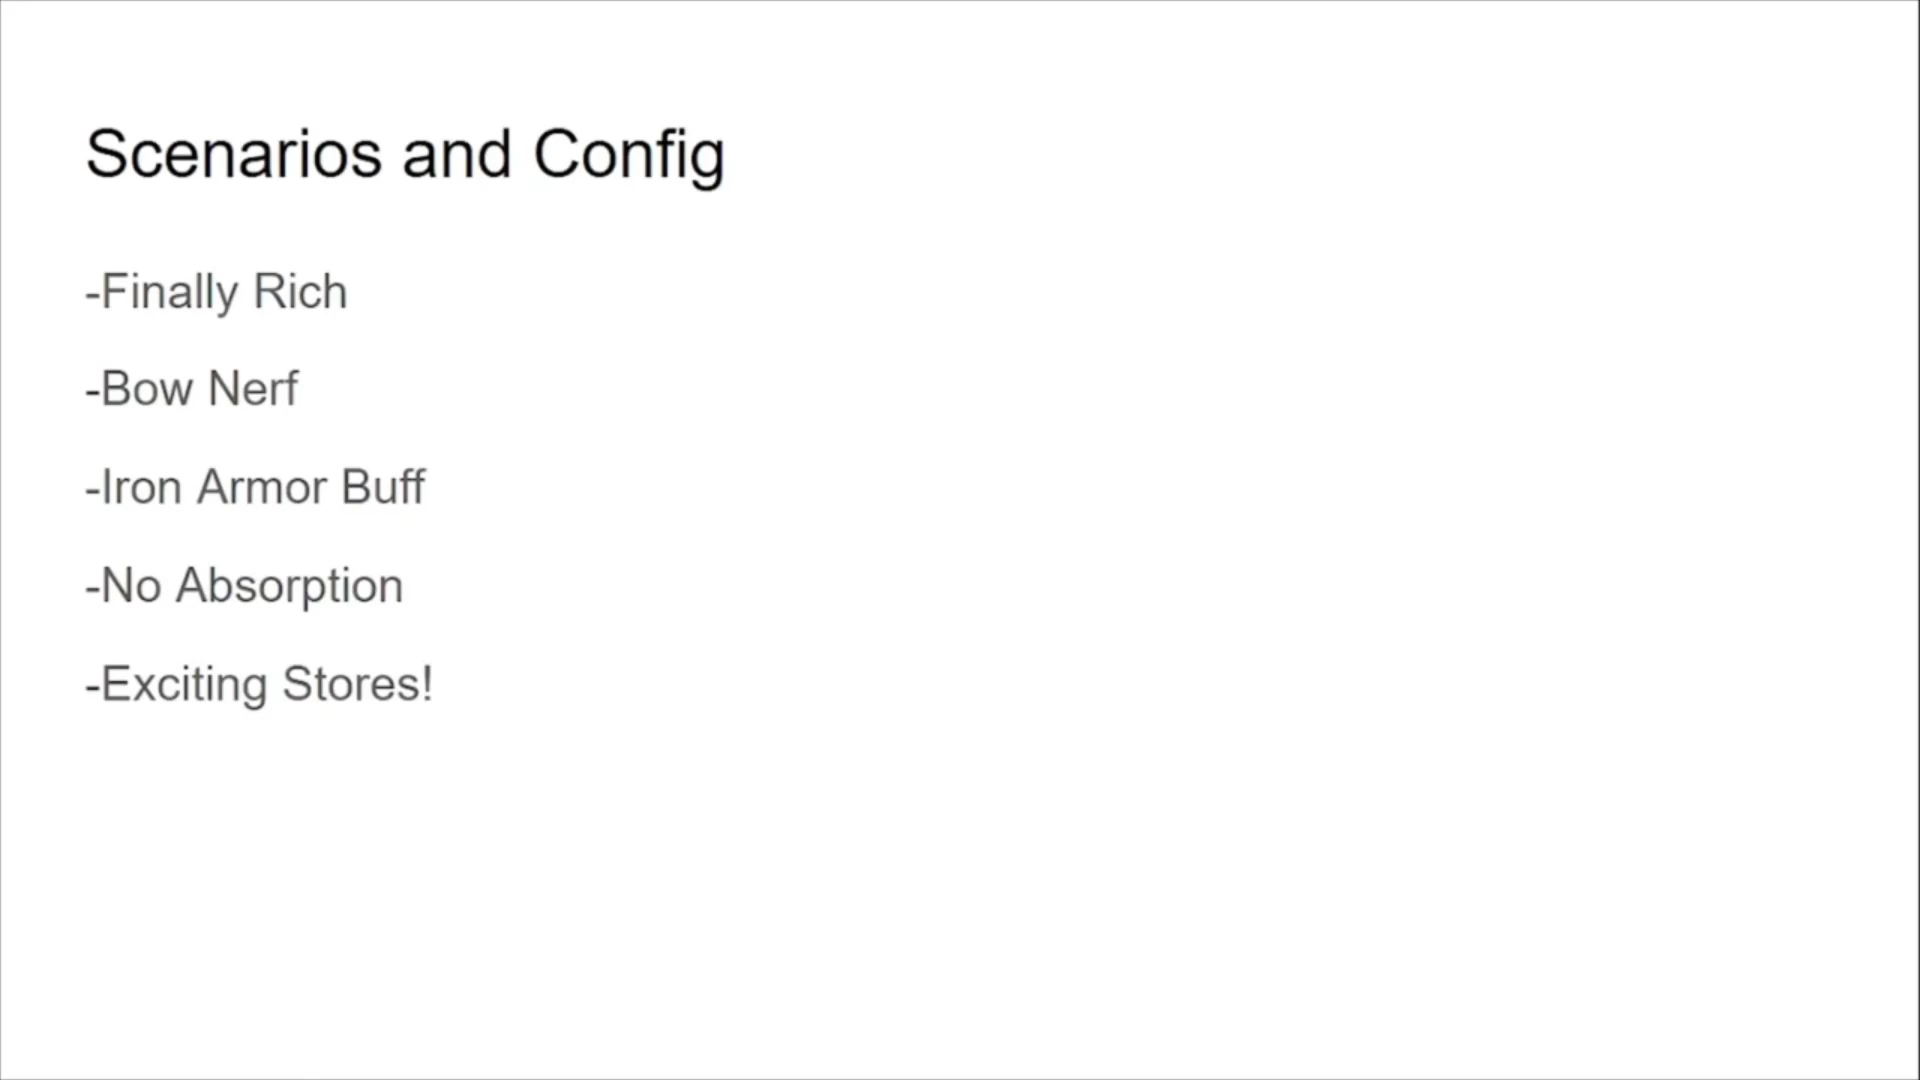 Scenarios and Config
-Finally Rich
-Bow Nerf
-Iron Armor Buff
-No Absorption
-Exciting Stores!